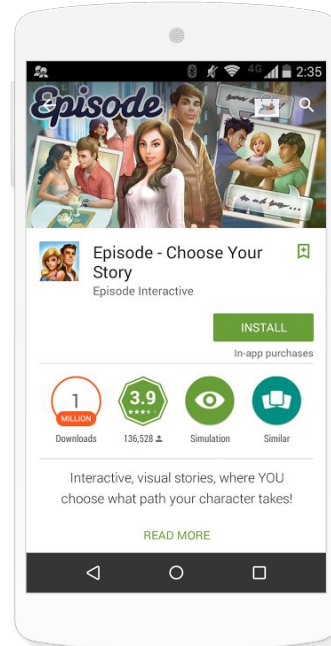 4G 2:35
Episode
Episode - Choose Your
Story
Episode Interactive
INSTALL
In-app purchases
1
MILLION
3.9
Downloads
136,528
Simulation
Similar
Interactive, visual stories, where YOU
choose what path your character takes!
READ MORE